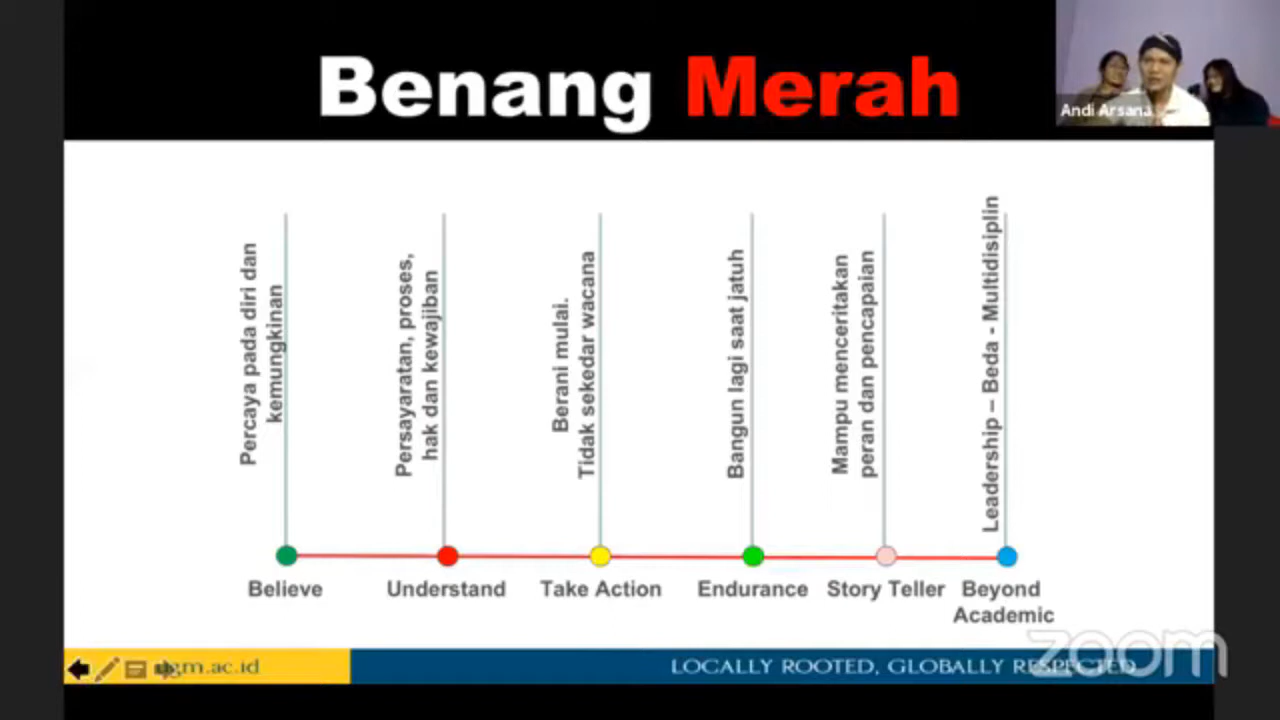 Benang Merah
Andi Arsana
Percaya pada diri dan
kemungkinan
Persayaratan, proses,
hak dan kewajiban
Berani mulai.
Tidak sekedar wacana
Bangun lagi saat jatuh
Mampu menceritakan
peran dan pencapaian
Leadership – Beda - Multidisiplin
Believe
Understand
Take Action
Endurance
Story Teller
Beyond
Academic
gm.ac.id
LOCALLY ROOTED, GLOBALLY RESPECTED
zoom